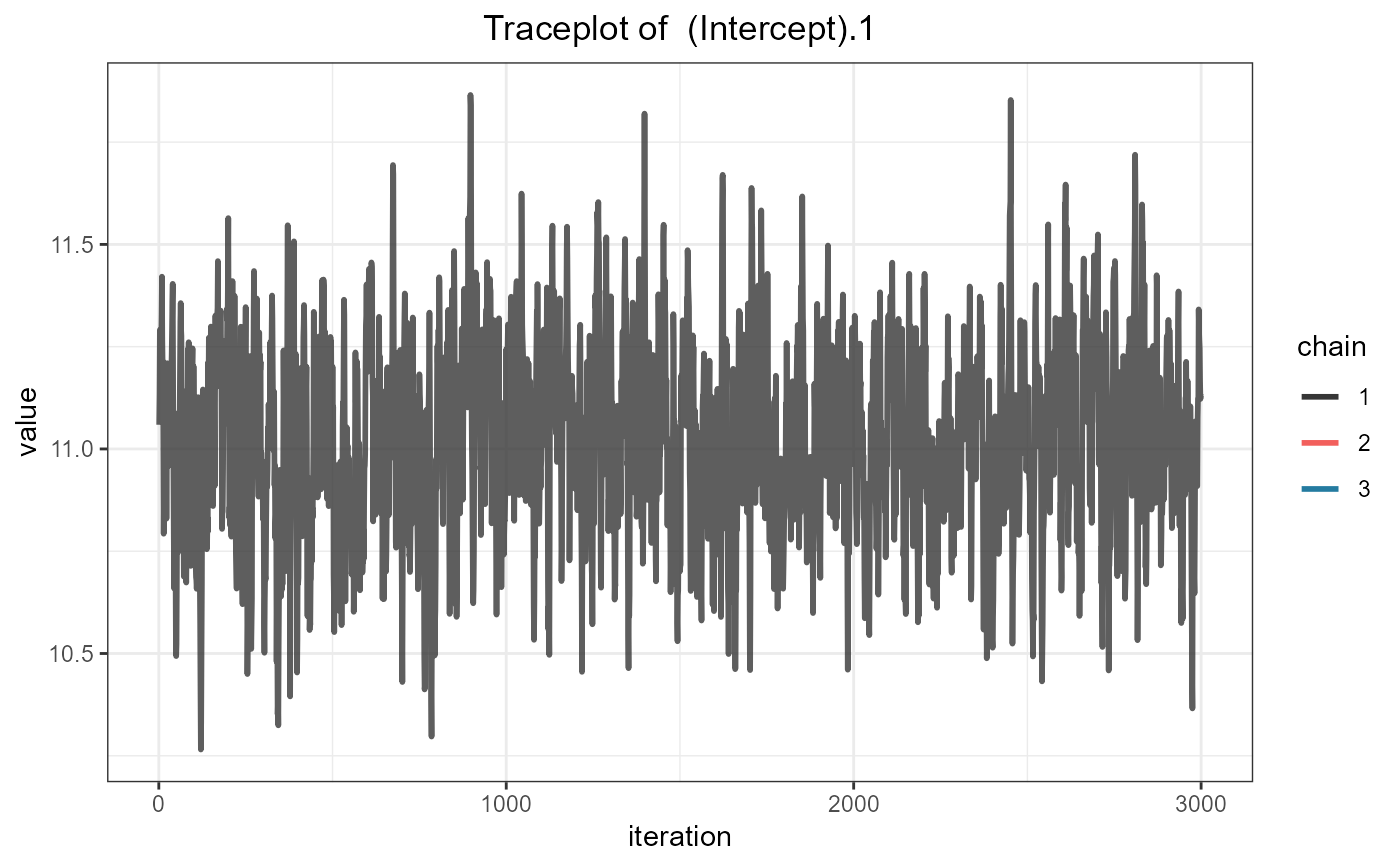 Traceplot of  (Intercept).1
value
11.5
11.0
10.5
0
1000
2000
3000
iteration
chain
1
2
3